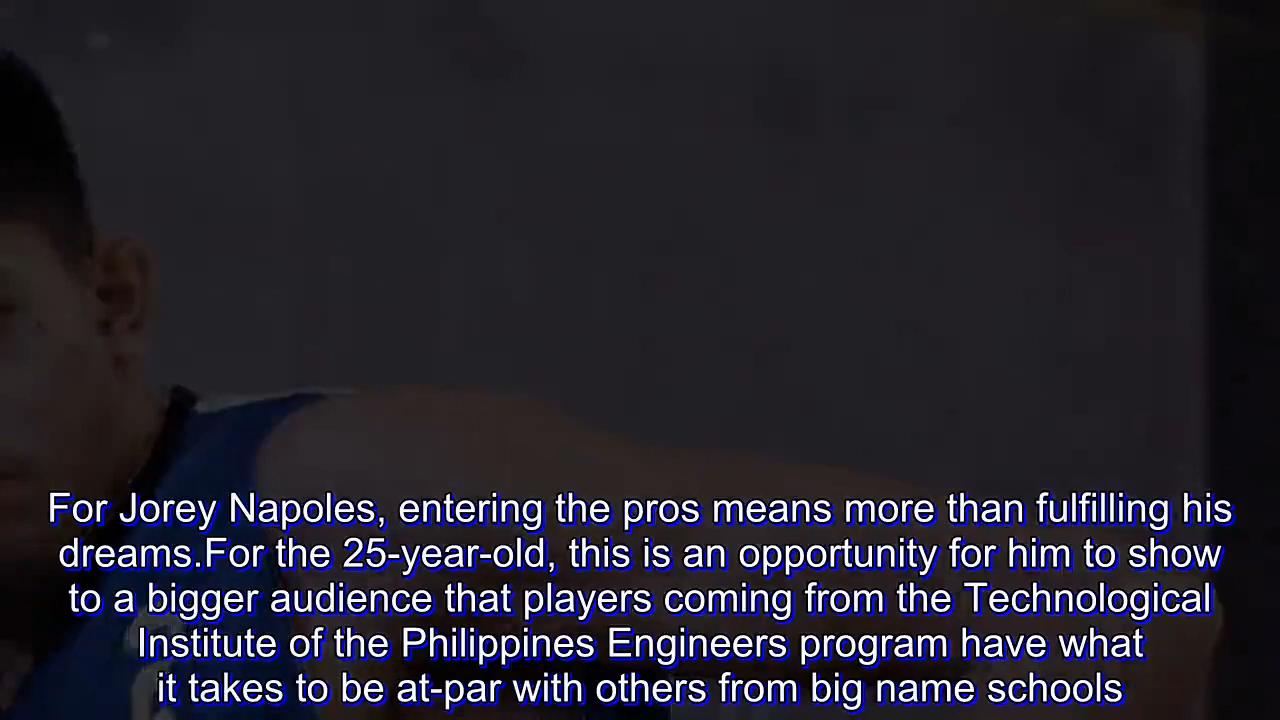 For Jorey Napoles, entering the pros means more than fulfilling his
dreams.For the 25-year-old, this is an opportunity for him to show
to a bigger audience that players coming from the Technological
Institute of the Philippines Engineers program have what
it takes to be at-par with others from big name schools